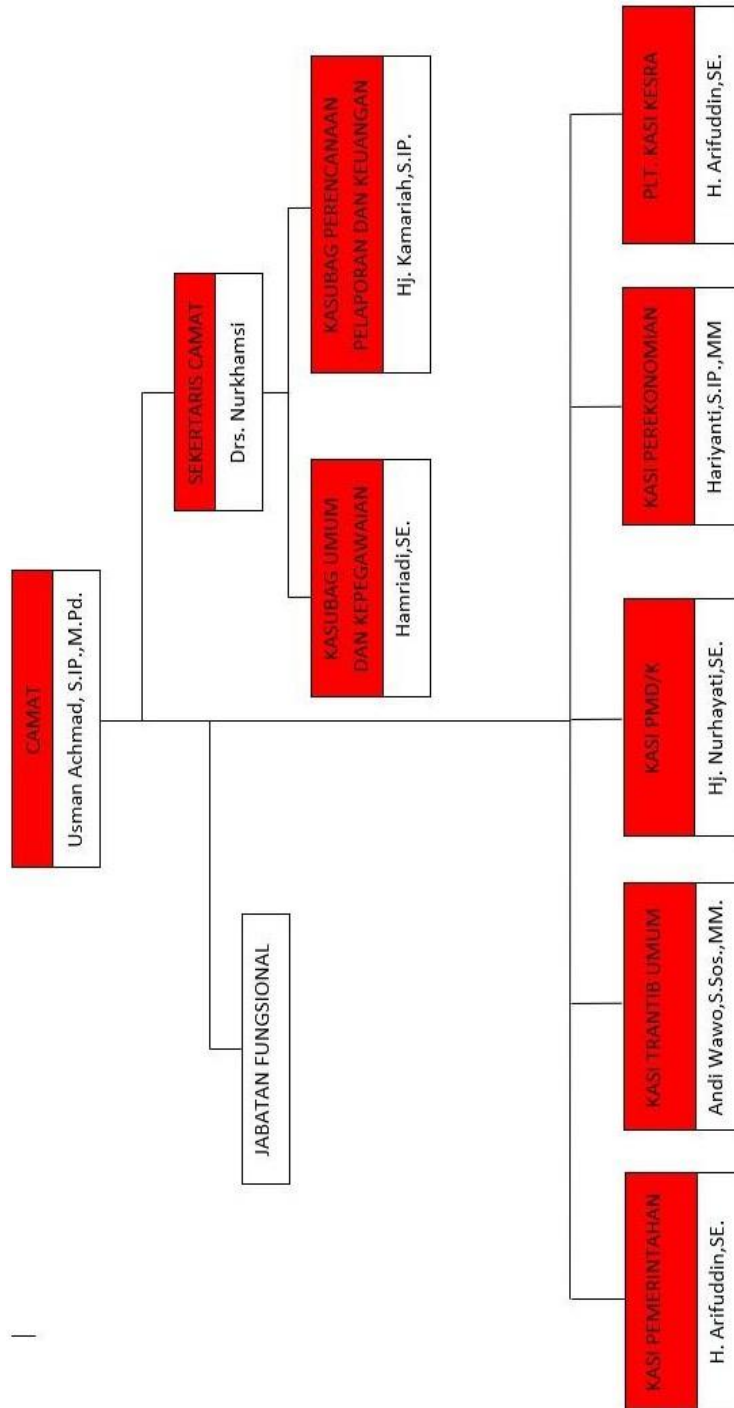 CAMAT
Usman Achmad, S.IP.,M.Pd.
SEKERTARIS CAMAT
Drs. Nurkhamsi
JABATAN FUNGSIONAL
KASUBAG UMUM
DAN KEPEGAWAIAN
Hamriadi,SE.
KASUBAG PERENCANAAN
PELAPORAN DAN KEUANGAN
Hj. Kamariah,S.IP.
KASI PEMERINTAHAN
H. Arifuddin,SE.
KASI TRANTIB UMUM
Andi Wawo,S.Sos.,MM.
KASI PMD/K
Hj. Nurhayati,SE.
KASI PEREKONOMIAN
Hariyanti,S.IP.,MM
PLT. KASI KESRA
H. Arifuddin,SE.